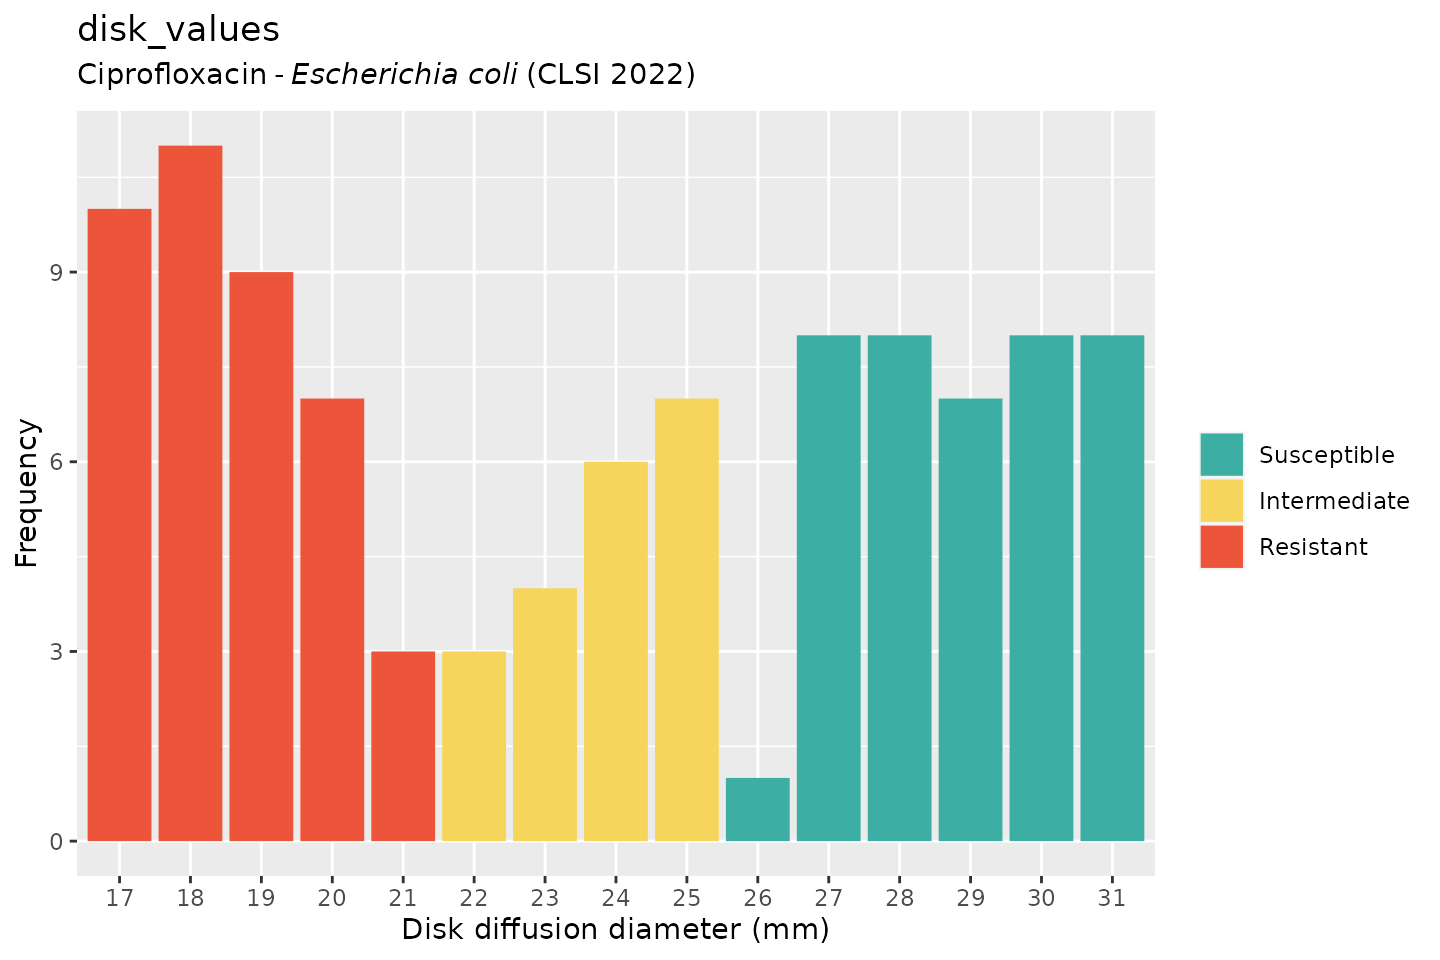 disk_values
Ciprofloxacin - Escherichia coli (CLSI 2022)
Frequency
9
6
3
0
17 18 19 20 21 22 23 24 25 26 27 28 29 30 31
Disk diffusion diameter (mm)
Susceptible
Intermediate
Resistant